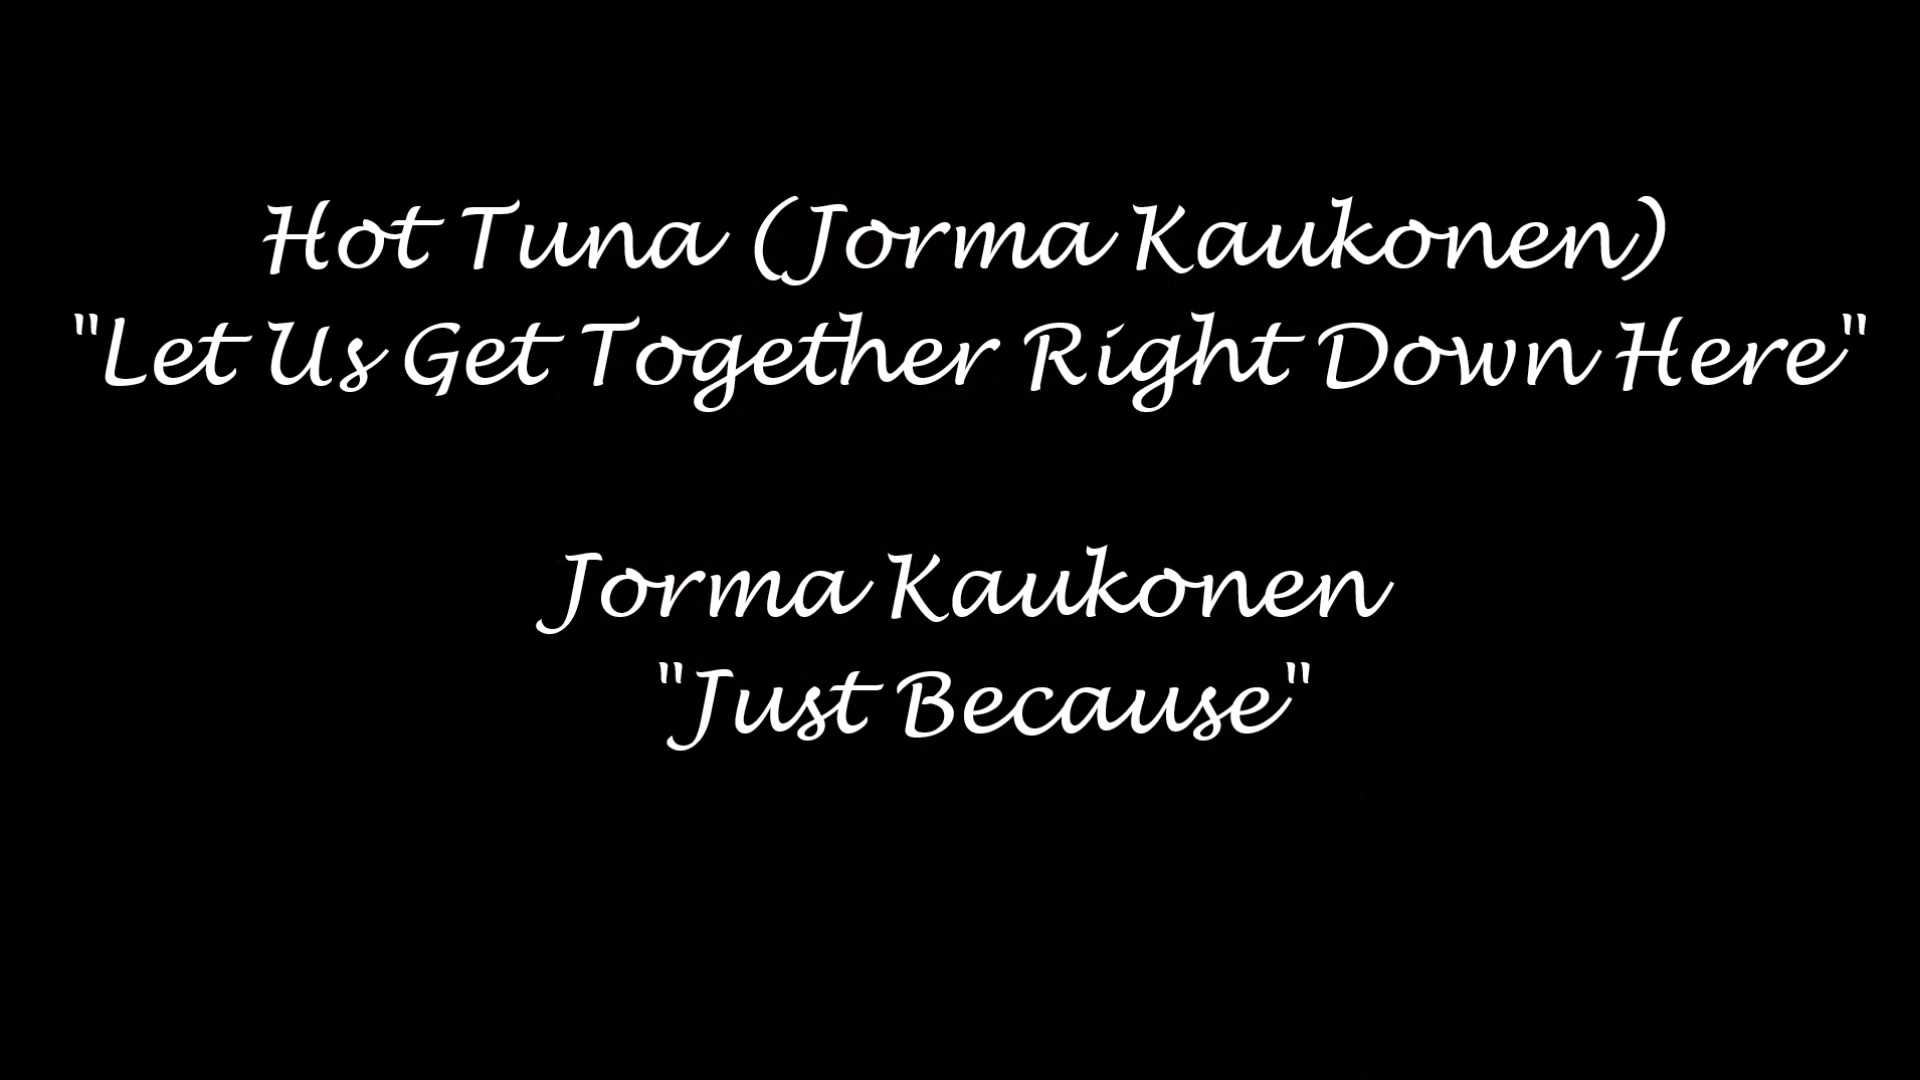 Hot Tuna (Jorma Kaukonen)
"Let Us Get Together Right Down Here"
Jorma Kaukonen
"Just Because"